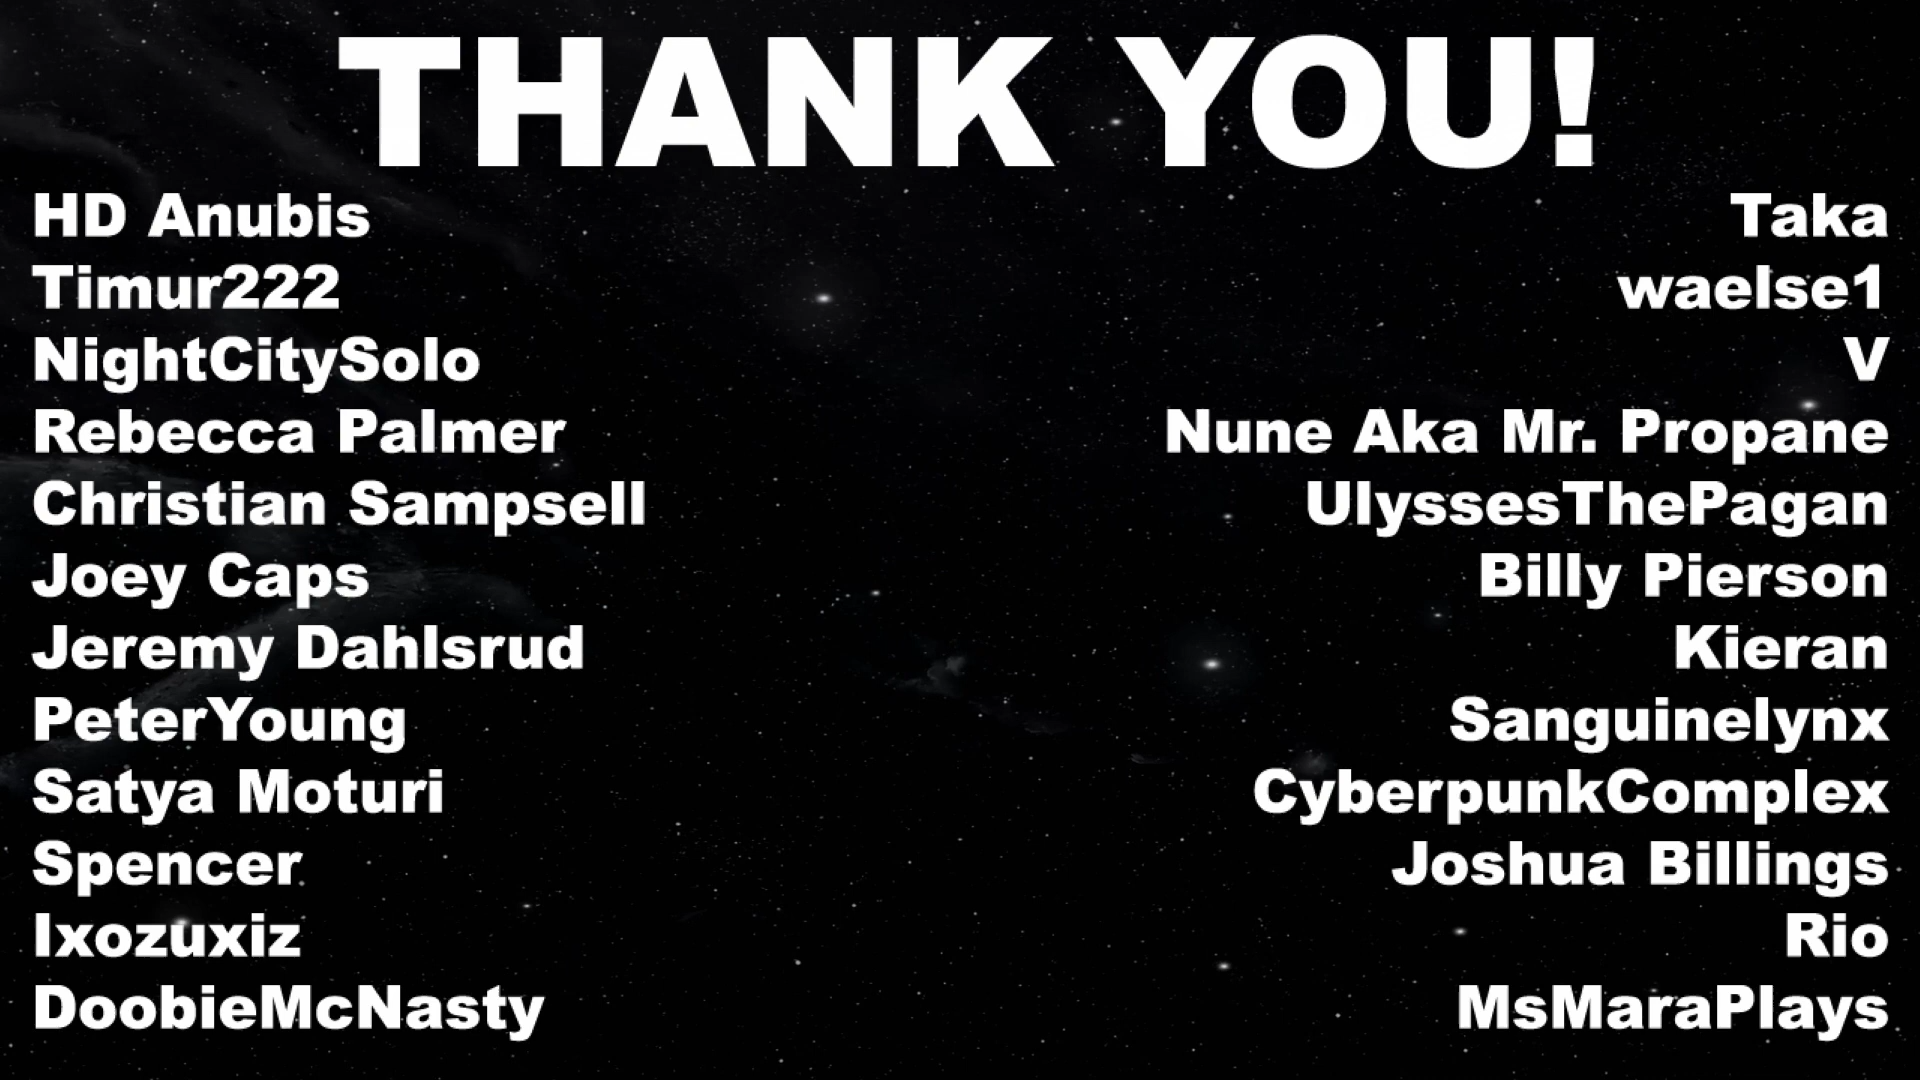 THANK YOU!
HD Anubis
Timur222
NightCitySolo
Rebecca Palmer
Christian Sampsell
Joey Caps
Jeremy Dahlsrud
PeterYoung
Satya Moturi
Spencer
Ixozuxiz
DoobieMcNasty
Taka
waelse1
V
Nune Aka Mr. Propane
UlyssesThePagan
Billy Pierson
Kieran
Sanguinelynx
CyberpunkComplex
Joshua Billings
Rio
MsMaraPlays